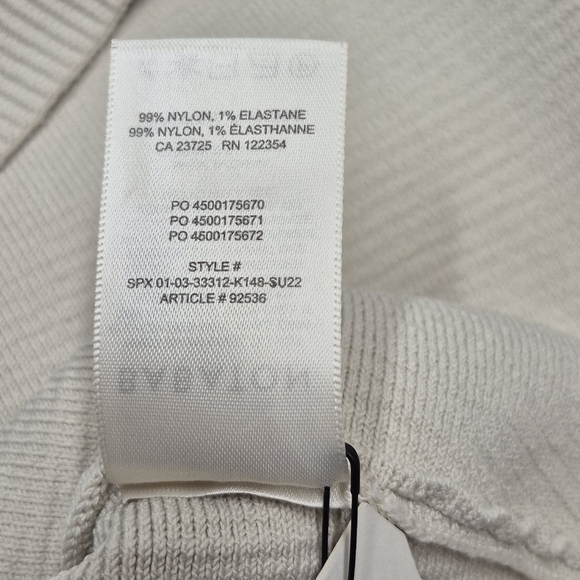 99% NYLON, 1% ELASTANE
99% NYLON, 1% ÉLASTHANNE
CA 23725 RN 122354
PO 4500175670
PO 4500175671
PO 4500175672
STYLE #
SPX 01-03-33312-K148-SU22
ARTICLE # 92536
BABATON